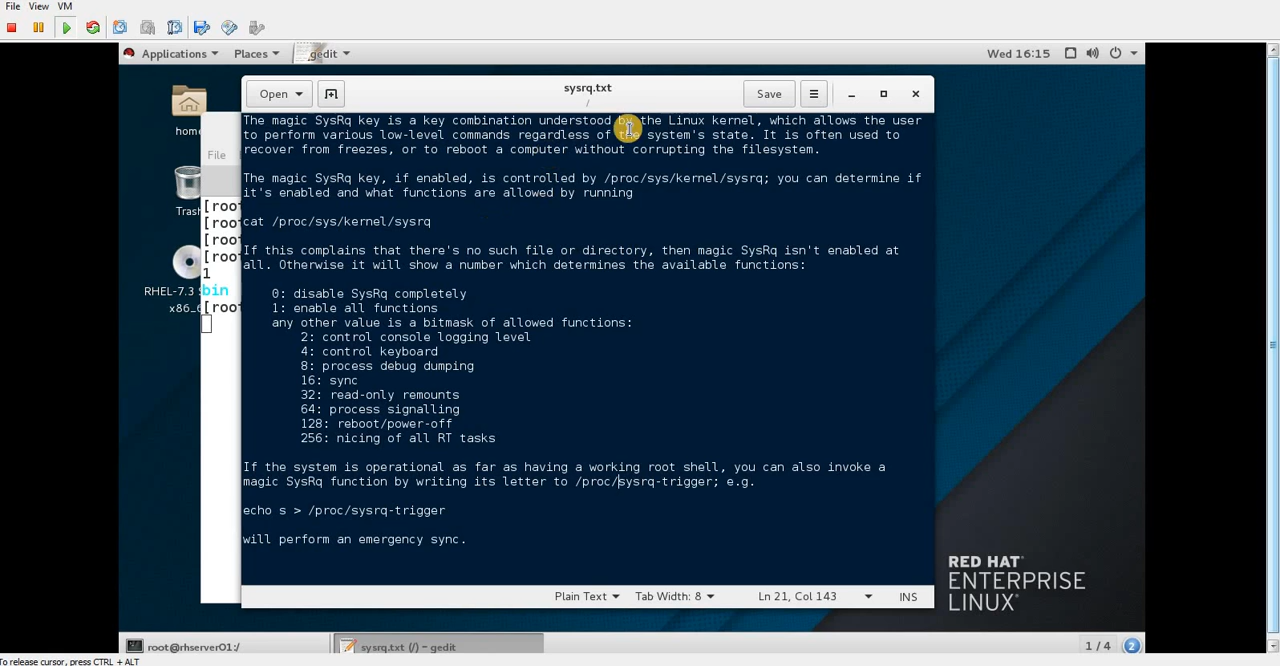 File View VM
Applications Places gedit Wed 16:15
Open sysrq.txt Save
/
home
File
Trash
[root
[root
[root
[root
1
bin
[root
RHEL-7.3
The magic SysRq key is a key combination understood by the Linux kernel, which allows the user
to perform various low-level commands regardless of the system's state. It is often used to
recover from freezes, or to reboot a computer without corrupting the filesystem.
The magic SysRq key, if enabled, is controlled by /proc/sys/kernel/sysrq; you can determine if
it's enabled and what functions are allowed by running
cat /proc/sys/kernel/sysrq
If this complains that there's no such file or directory, then magic SysRq isn't enabled at
all. Otherwise it will show a number which determines the available functions:
0: disable SysRq completely
1: enable all functions
any other value is a bitmask of allowed functions:
2: control console logging level
4: control keyboard
8: process debug dumping
16: sync
32: read-only remounts
64: process signalling
128: reboot/power-off
256: nicing of all RT tasks
If the system is operational as far as having a working root shell, you can also invoke a
magic SysRq function by writing its letter to /proc/sysrq-trigger; e.g.
echo s > /proc/sysrq-trigger
will perform an emergency sync.
Plain Text Tab Width: 8 Ln 21, Col 143 INS
RED HAT
ENTERPRISE
LINUX
root@rhserver01:/ sysrq.txt (/) - gedit 1 / 4 2
To release cursor, press CTRL + ALT